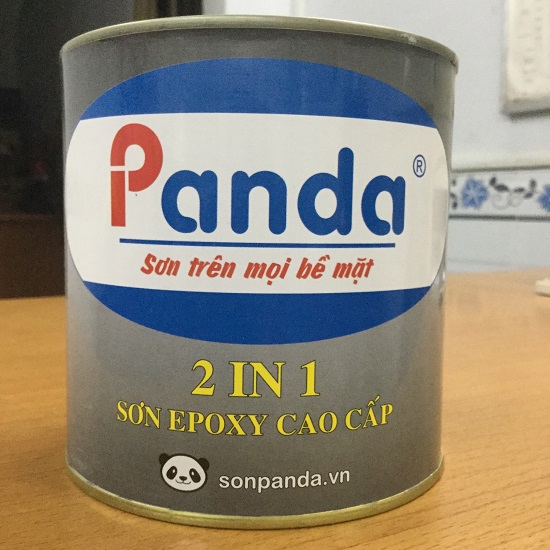 Panda®
Sơn trên mọi bề mặt
2 IN 1
SƠN EPOXY CAO CẤP
sonpanda.vn